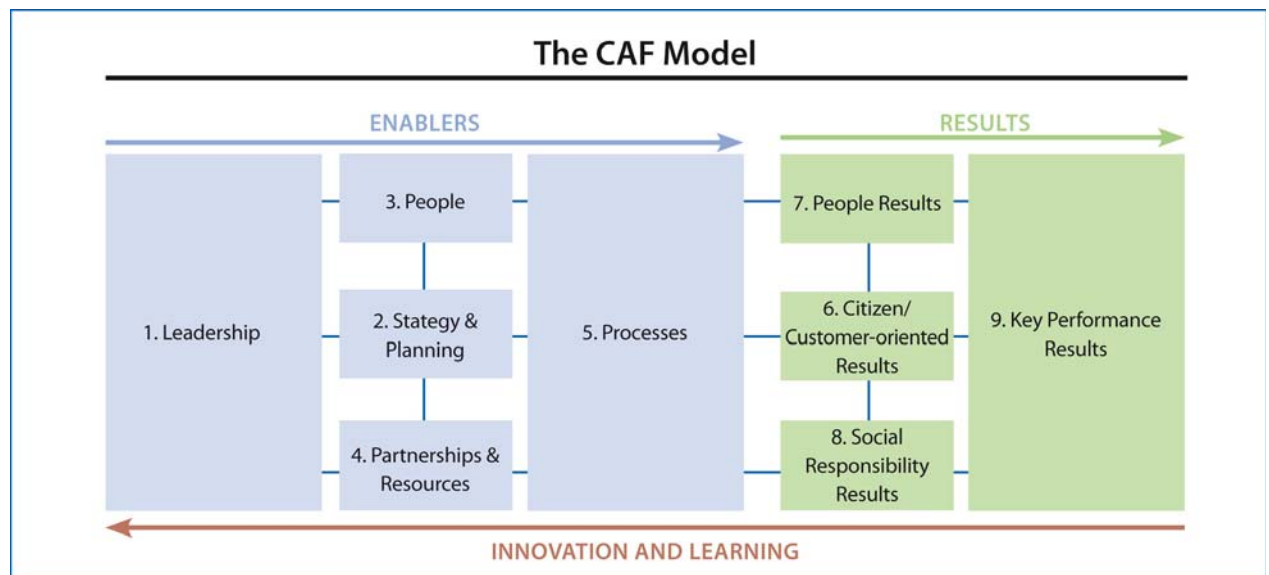 The CAF Model
ENABLERS
RESULTS
1. Leadership
3. People
2. Stategy &
Planning
4. Partnerships &
Resources
5. Processes
7. People Results
6. Citizen/
Customer-oriented
Results
8. Social
Responsibility
Results
9. Key Performance
Results
INNOVATION AND LEARNING